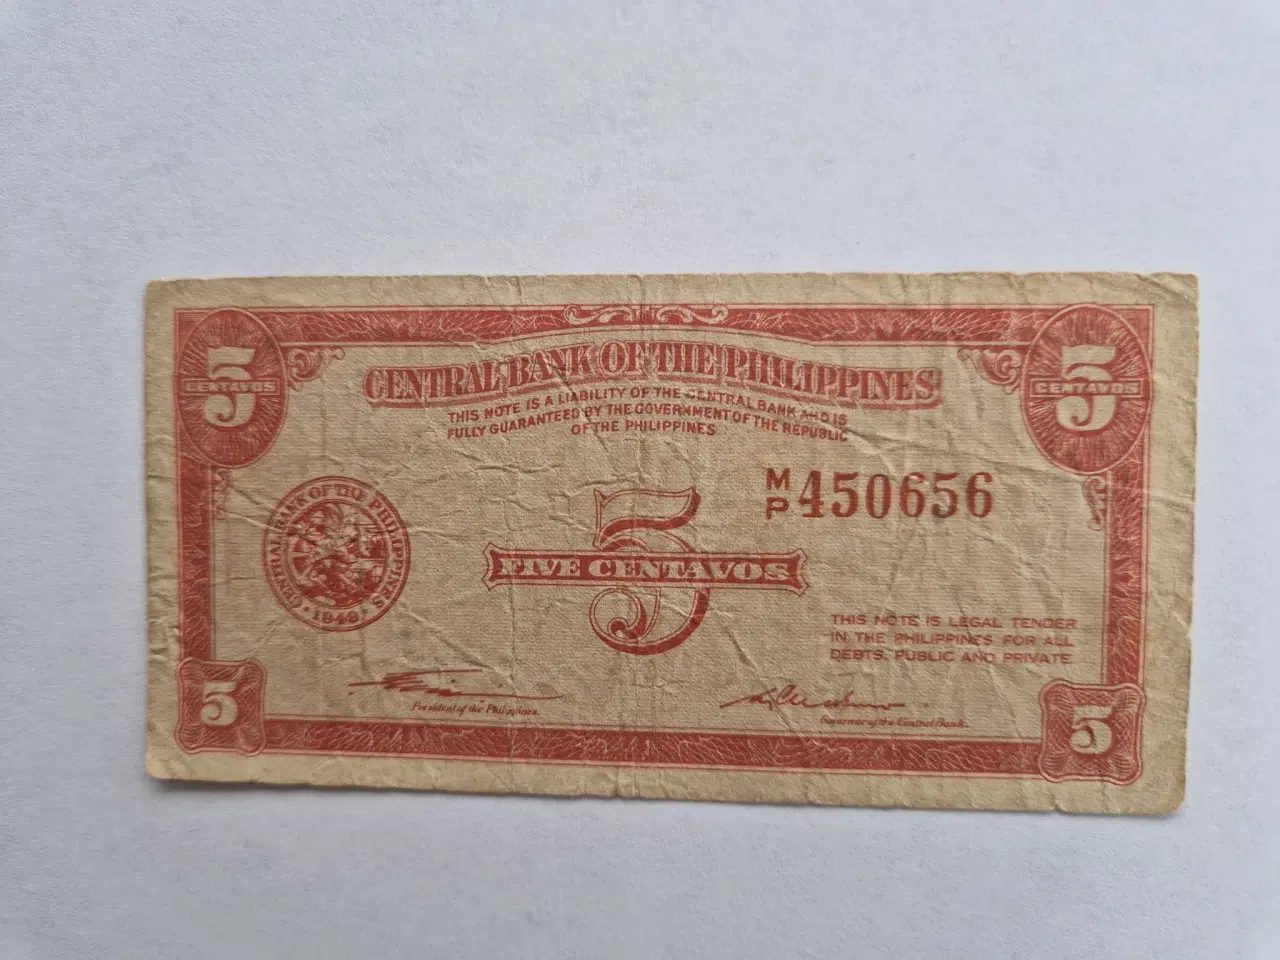 5
CENTAVOS
5
CENTAVOS
CENTRAL BANK OF THE PHILIPPINES
THIS NOTE IS A LIABILITY OF THE CENTRAL BANK AND IS
FULLY GUARANTEED BY THE GOVERNMENT OF THE REPUBLIC
OF THE PHILIPPINES
M/P 450656
CENTRAL BANK OF THE PHILIPPINES
· 1949 ·
5
FIVE CENTAVOS
THIS NOTE IS LEGAL TENDER
IN THE PHILIPPINES FOR ALL
DEBTS, PUBLIC AND PRIVATE.
President of the Philippines.
Governor of the Central Bank.
5
5